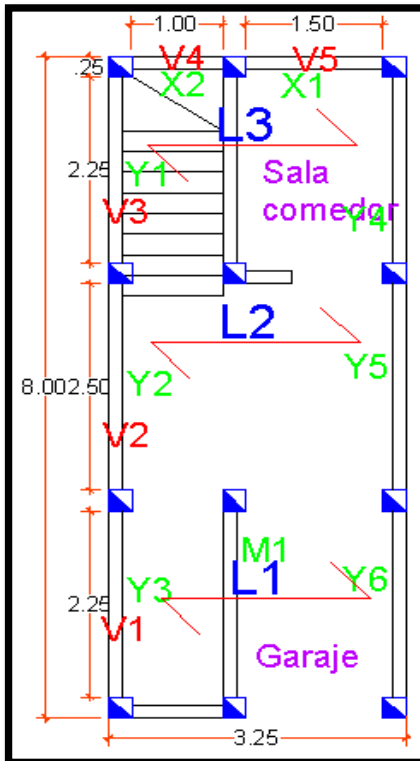 1.00 1.50
V4 V5
.25 X2 X1
L3
2.25 Y1 Sala
V3 comedor Y4
L2
8.00 2.50 Y2 Y5
V2
M1
Y3 L1 Y6
2.25
V1
Garaje
3.25